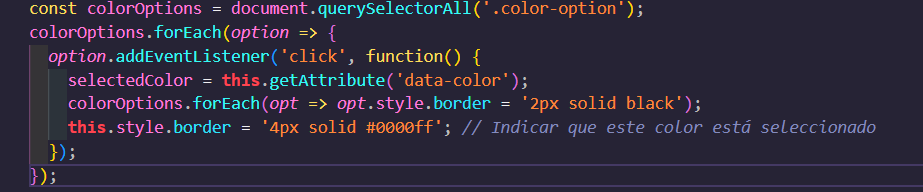 const colorOptions = document.querySelectorAll('.color-option');
colorOptions.forEach(option => {
  option.addEventListener('click', function() {
    selectedColor = this.getAttribute('data-color');
    colorOptions.forEach(opt => opt.style.border = '2px solid black');
    this.style.border = '4px solid #0000ff'; // Indicar que este color está seleccionado
  });
});